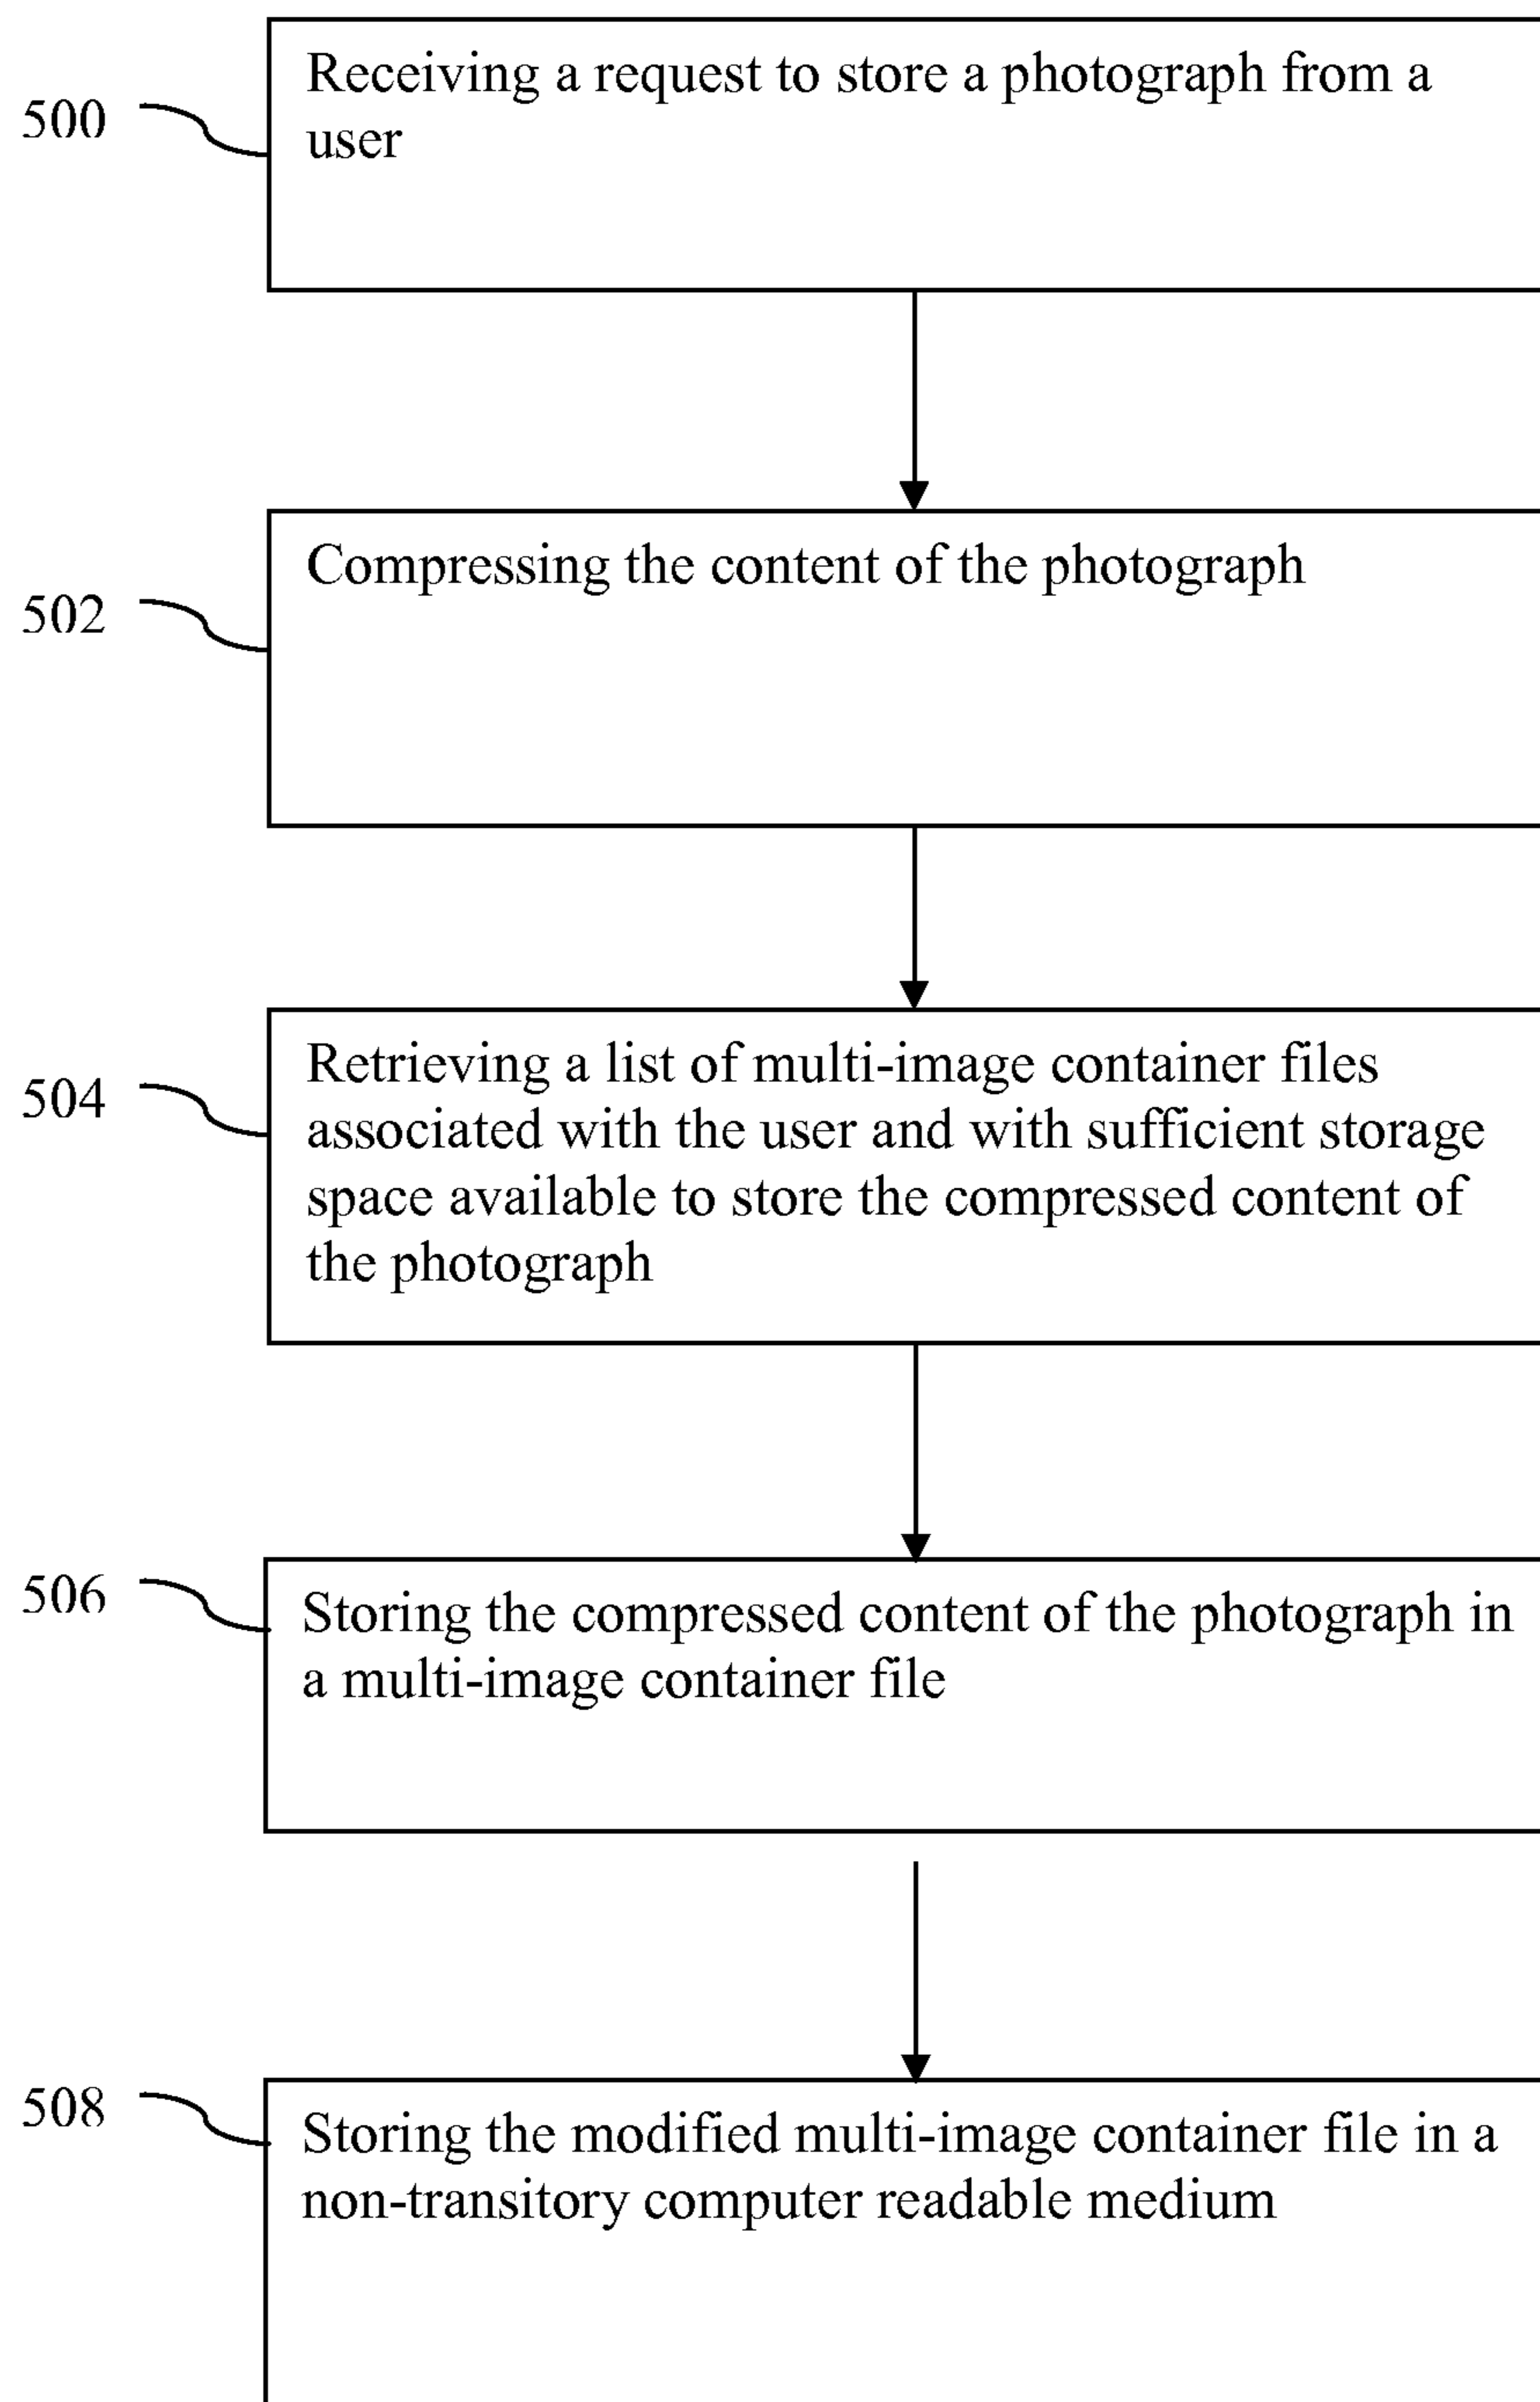 500
Receiving a request to store a photograph from a
user
502
Compressing the content of the photograph
504
Retrieving a list of multi-image container files
associated with the user and with sufficient storage
space available to store the compressed content of
the photograph
506
Storing the compressed content of the photograph in
a multi-image container file
508
Storing the modified multi-image container file in a
non-transitory computer readable medium